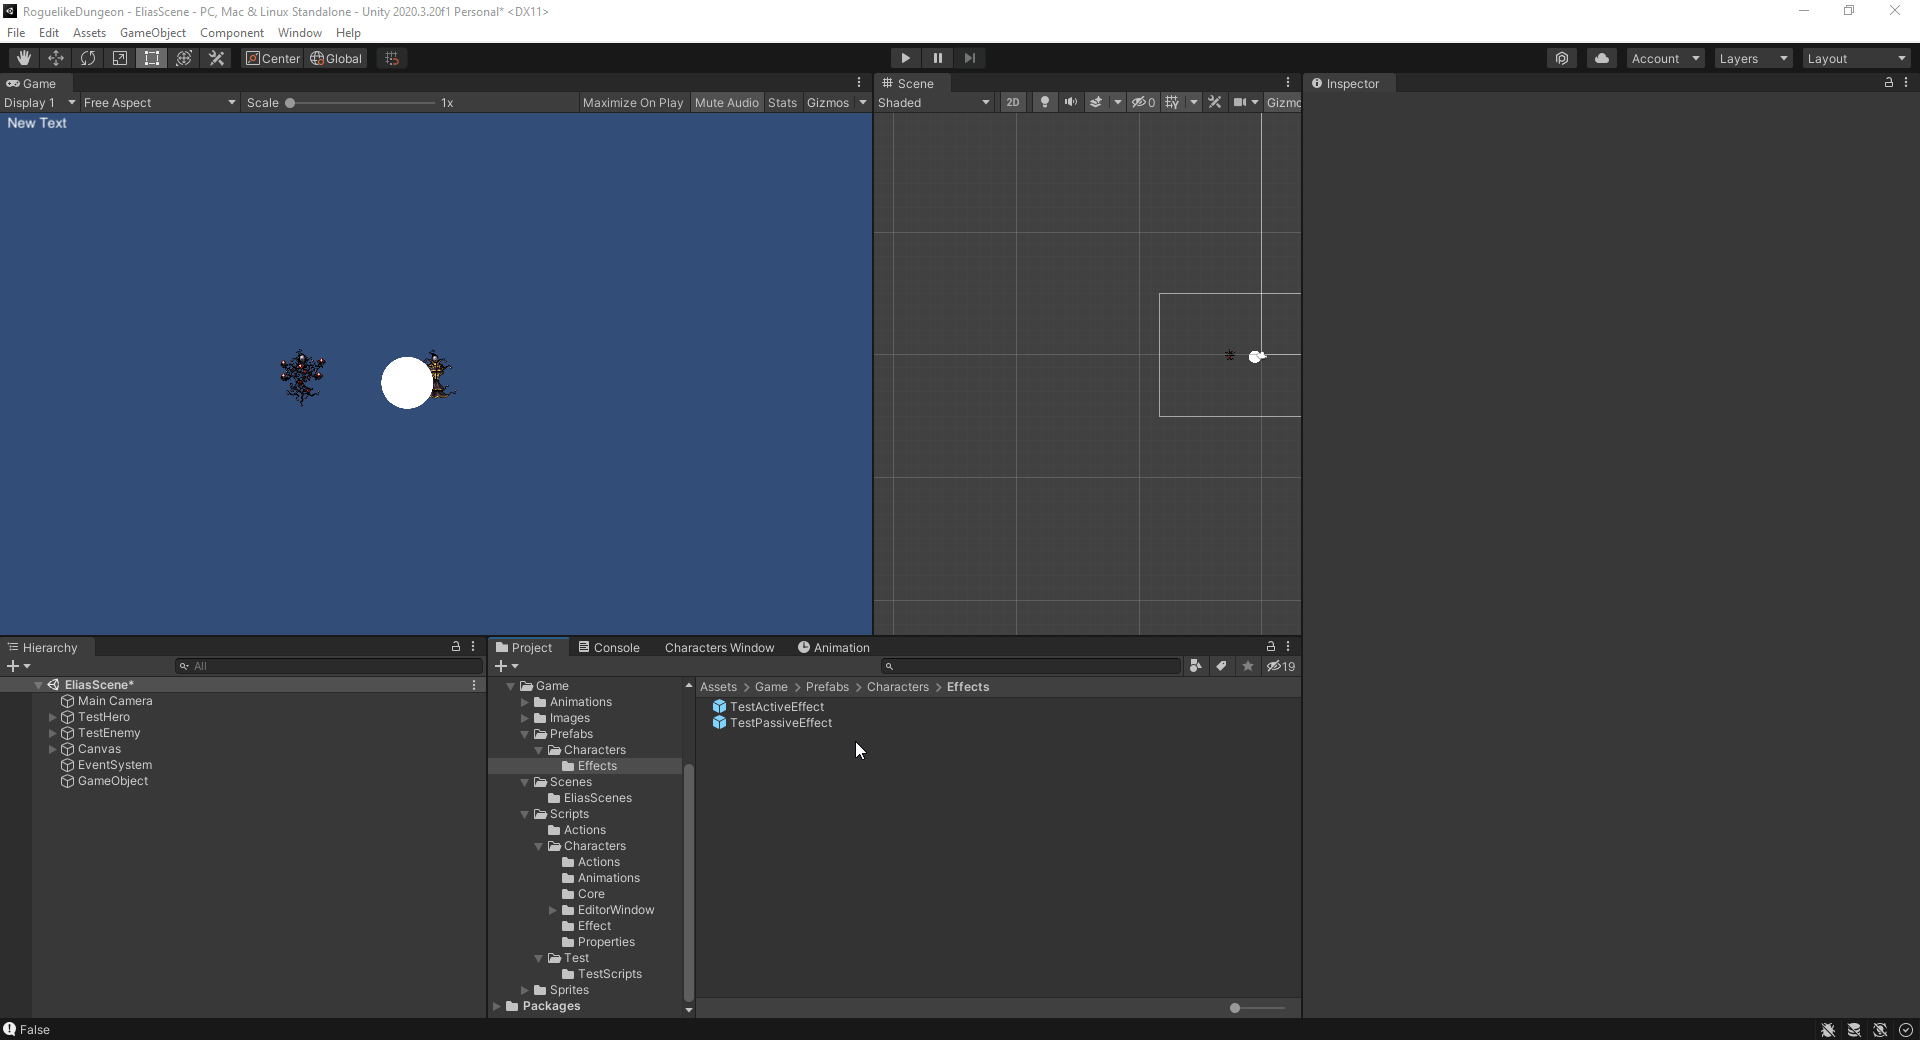 RoguelikeDungeon - EliasScene - PC, Mac & Linux Standalone - Unity 2020.3.20f1 Personal* <DX11>
File Edit Assets GameObject Component Window Help
Center Global Account Layers Layout
Game Scene Inspector
Display 1 Free Aspect Scale 1x Maximize On Play Mute Audio Stats Gizmos Shaded 2D 0 Gizmo
New Text
Hierarchy Project Console Characters Window Animation
All 19
EliasScene*
Main Camera
TestHero
TestEnemy
Canvas
EventSystem
GameObject
Game
Animations
Images
Prefabs
Characters
Effects
Scenes
EliasScenes
Scripts
Actions
Characters
Actions
Animations
Core
EditorWindow
Effect
Properties
Test
TestScripts
Sprites
Packages
Assets > Game > Prefabs > Characters > Effects
TestActiveEffect
TestPassiveEffect
False